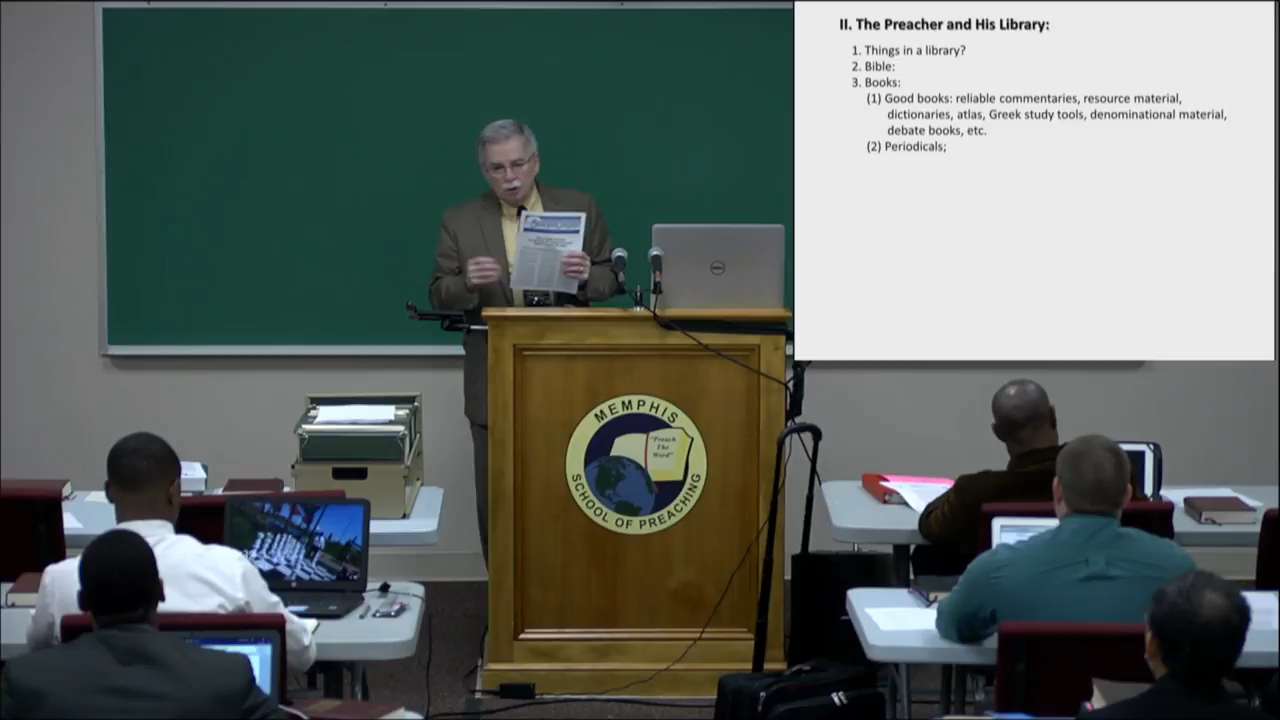 II. The Preacher and His Library:
1. Things in a library?
2. Bible:
3. Books:
(1) Good books: reliable commentaries, resource material,
dictionaries, atlas, Greek study tools, denominational material,
debate books, etc.
(2) Periodicals;
DELL
MEMPHIS
"Preach
The
Word"
SCHOOL OF PREACHING